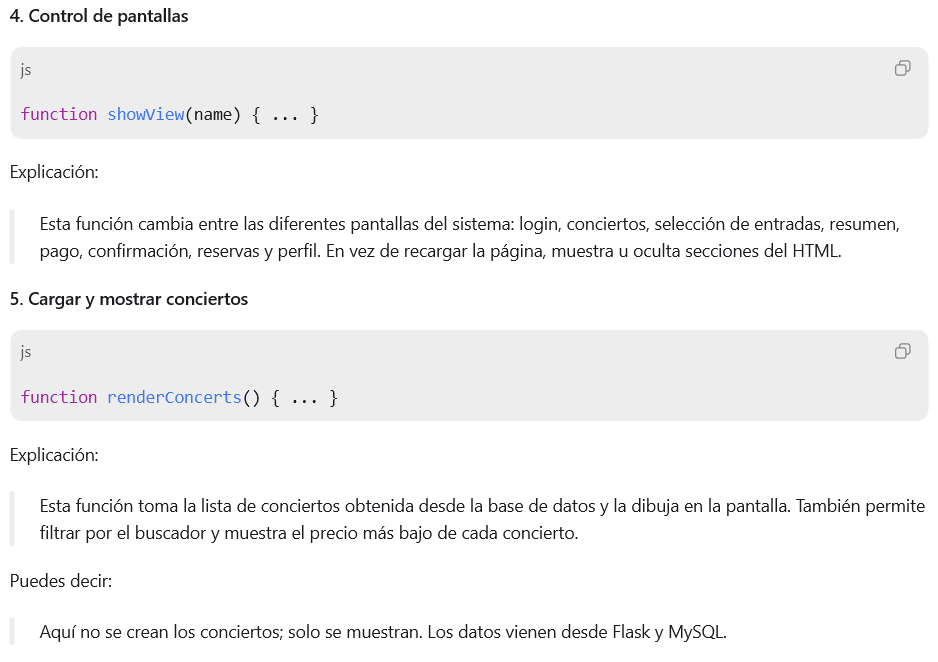 4. Control de pantallas
js
function showView(name) { ... }
Explicación:
Esta función cambia entre las diferentes pantallas del sistema: login, conciertos, selección de entradas, resumen,
pago, confirmación, reservas y perfil. En vez de recargar la página, muestra u oculta secciones del HTML.
5. Cargar y mostrar conciertos
js
function renderConcerts() { ... }
Explicación:
Esta función toma la lista de conciertos obtenida desde la base de datos y la dibuja en la pantalla. También permite
filtrar por el buscador y muestra el precio más bajo de cada concierto.
Puedes decir:
Aquí no se crean los conciertos; solo se muestran. Los datos vienen desde Flask y MySQL.